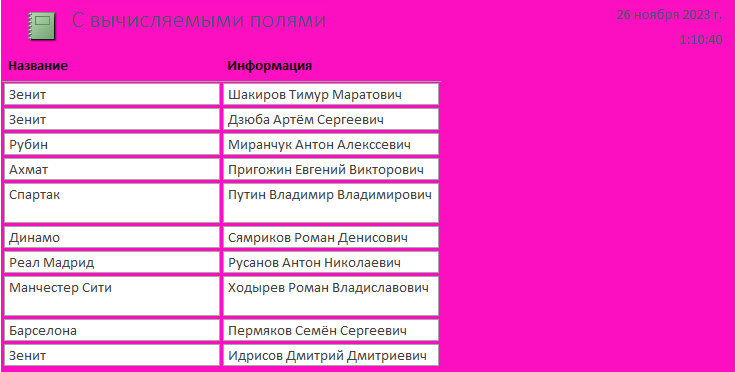 С вычисляемыми полями
26 ноября 2023 г.
1:10:40
Название Информация
Зенит Шакиров Тимур Маратович
Зенит Дзюба Артём Сергеевич
Рубин Миранчук Антон Алекссевич
Ахмат Пригожин Евгений Викторович
Спартак Путин Владимир Владимирович
Динамо Сямриков Роман Денисович
Реал Мадрид Русанов Антон Николаевич
Манчестер Сити Ходырев Роман Владиславович
Барселона Пермяков Семён Сергеевич
Зенит Идрисов Дмитрий Дмитриевич